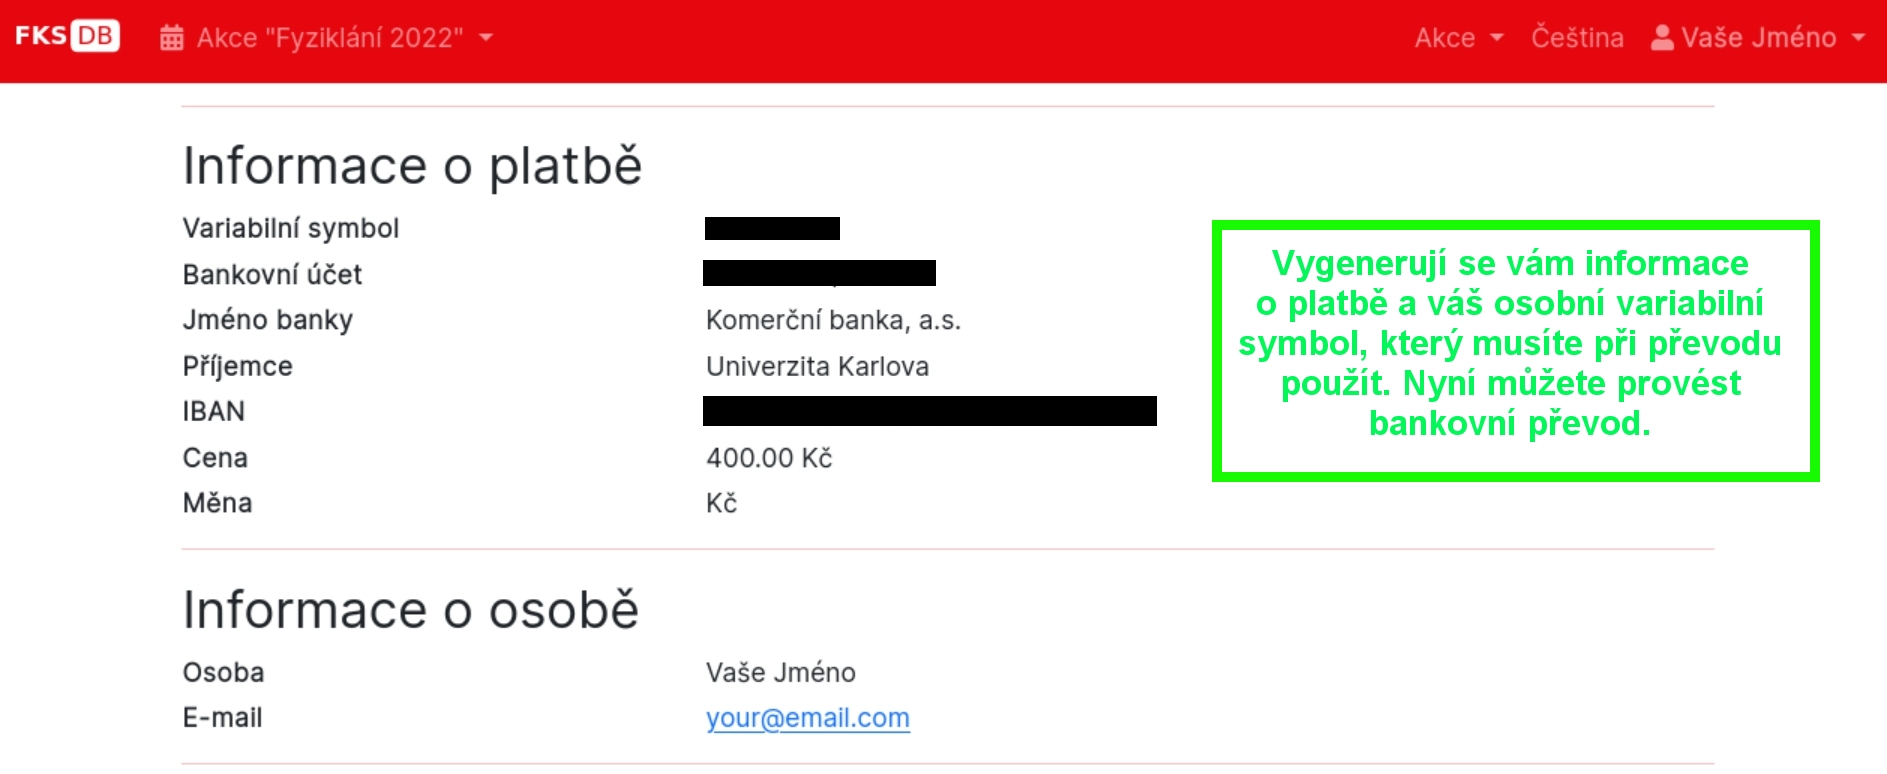 FKS DB Akce "Fyziklání 2022" Akce Čeština Vaše Jméno
Informace o platbě
Variabilní symbol
Bankovní účet
Jméno banky Komerční banka, a.s.
Příjemce Univerzita Karlova
IBAN
Cena 400.00 Kč
Měna Kč
Vygenerují se vám informace
o platbě a váš osobní variabilní
symbol, který musíte při převodu
použít. Nyní můžete provést
bankovní převod.
Informace o osobě
Osoba Vaše Jméno
E-mail your@email.com